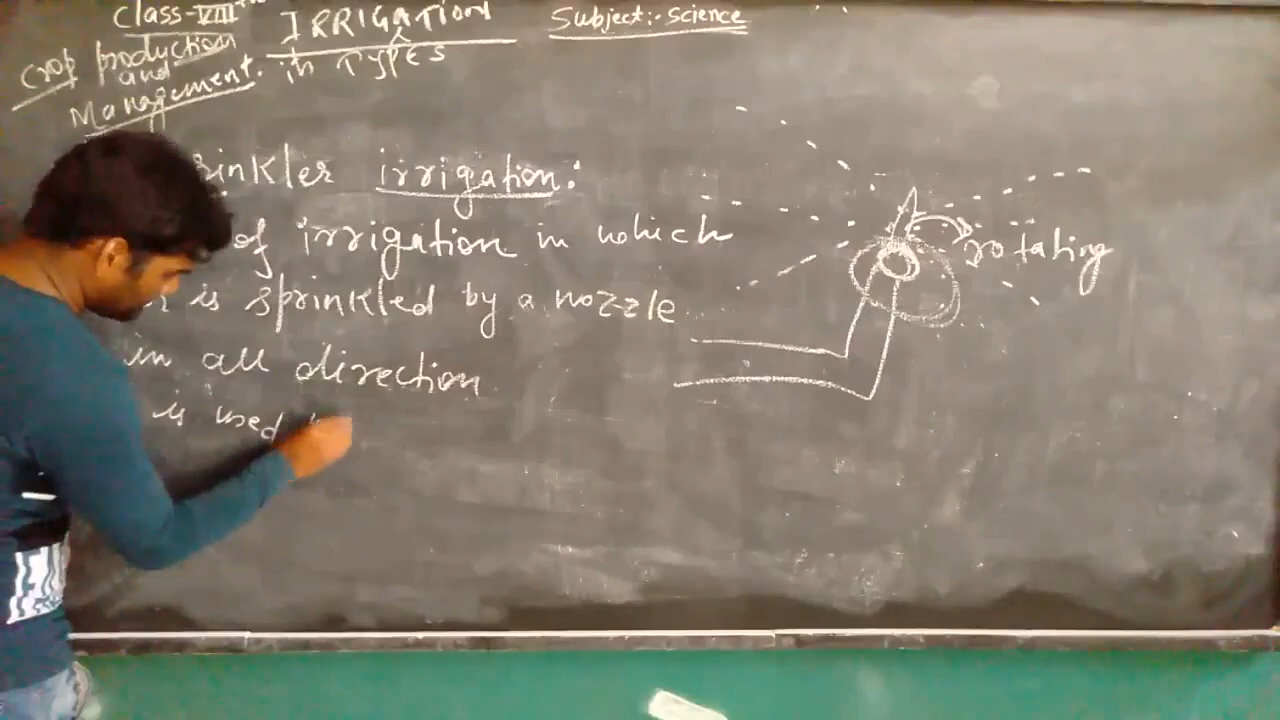 Class-VIII
IRRIGATION
Subject:- Science
Crop production
and
Management.
in Types
rinkler irrigation:
of irrigation in which
is sprinkled by a nozzle
in all direction
is used
rotating